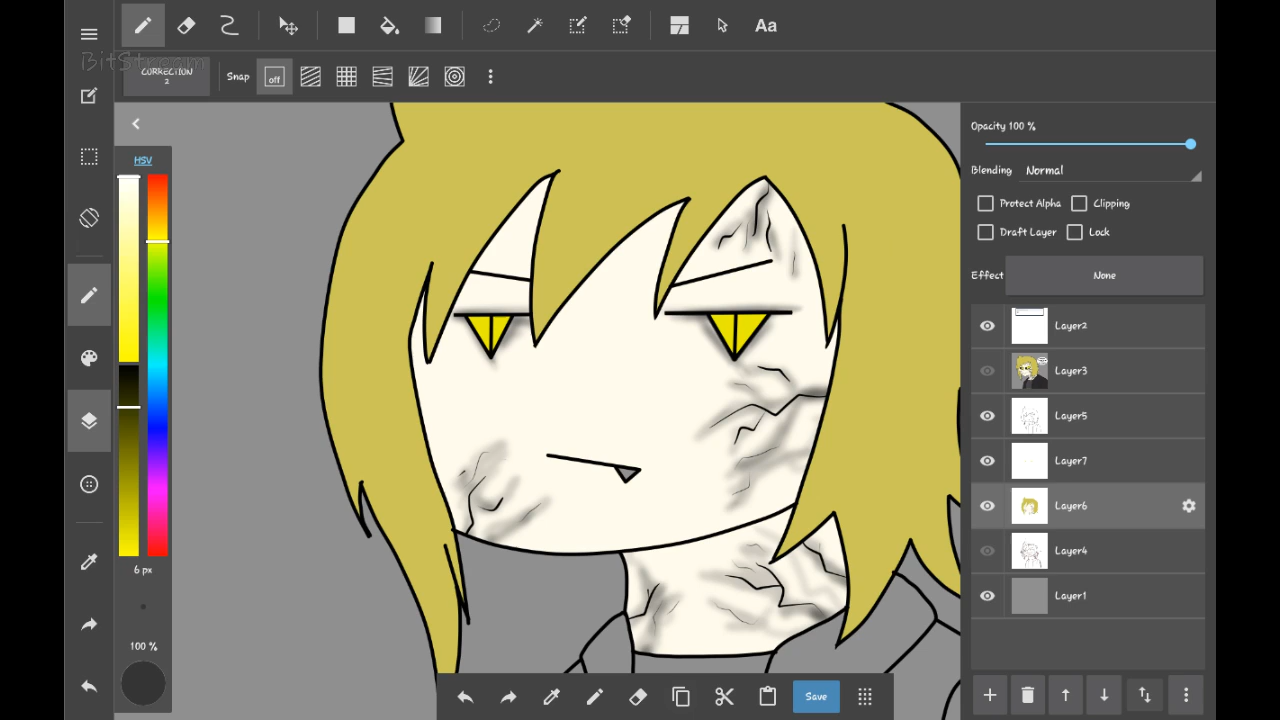 Aa
BitStream
CORRECTION
2
Snap
off
HSV
6 px
100 %
Opacity 100 %
Blending Normal
Protect Alpha Clipping
Draft Layer Lock
Effect None
Layer2
Layer3
Layer5
Layer7
Layer6
Layer4
Layer1
Save